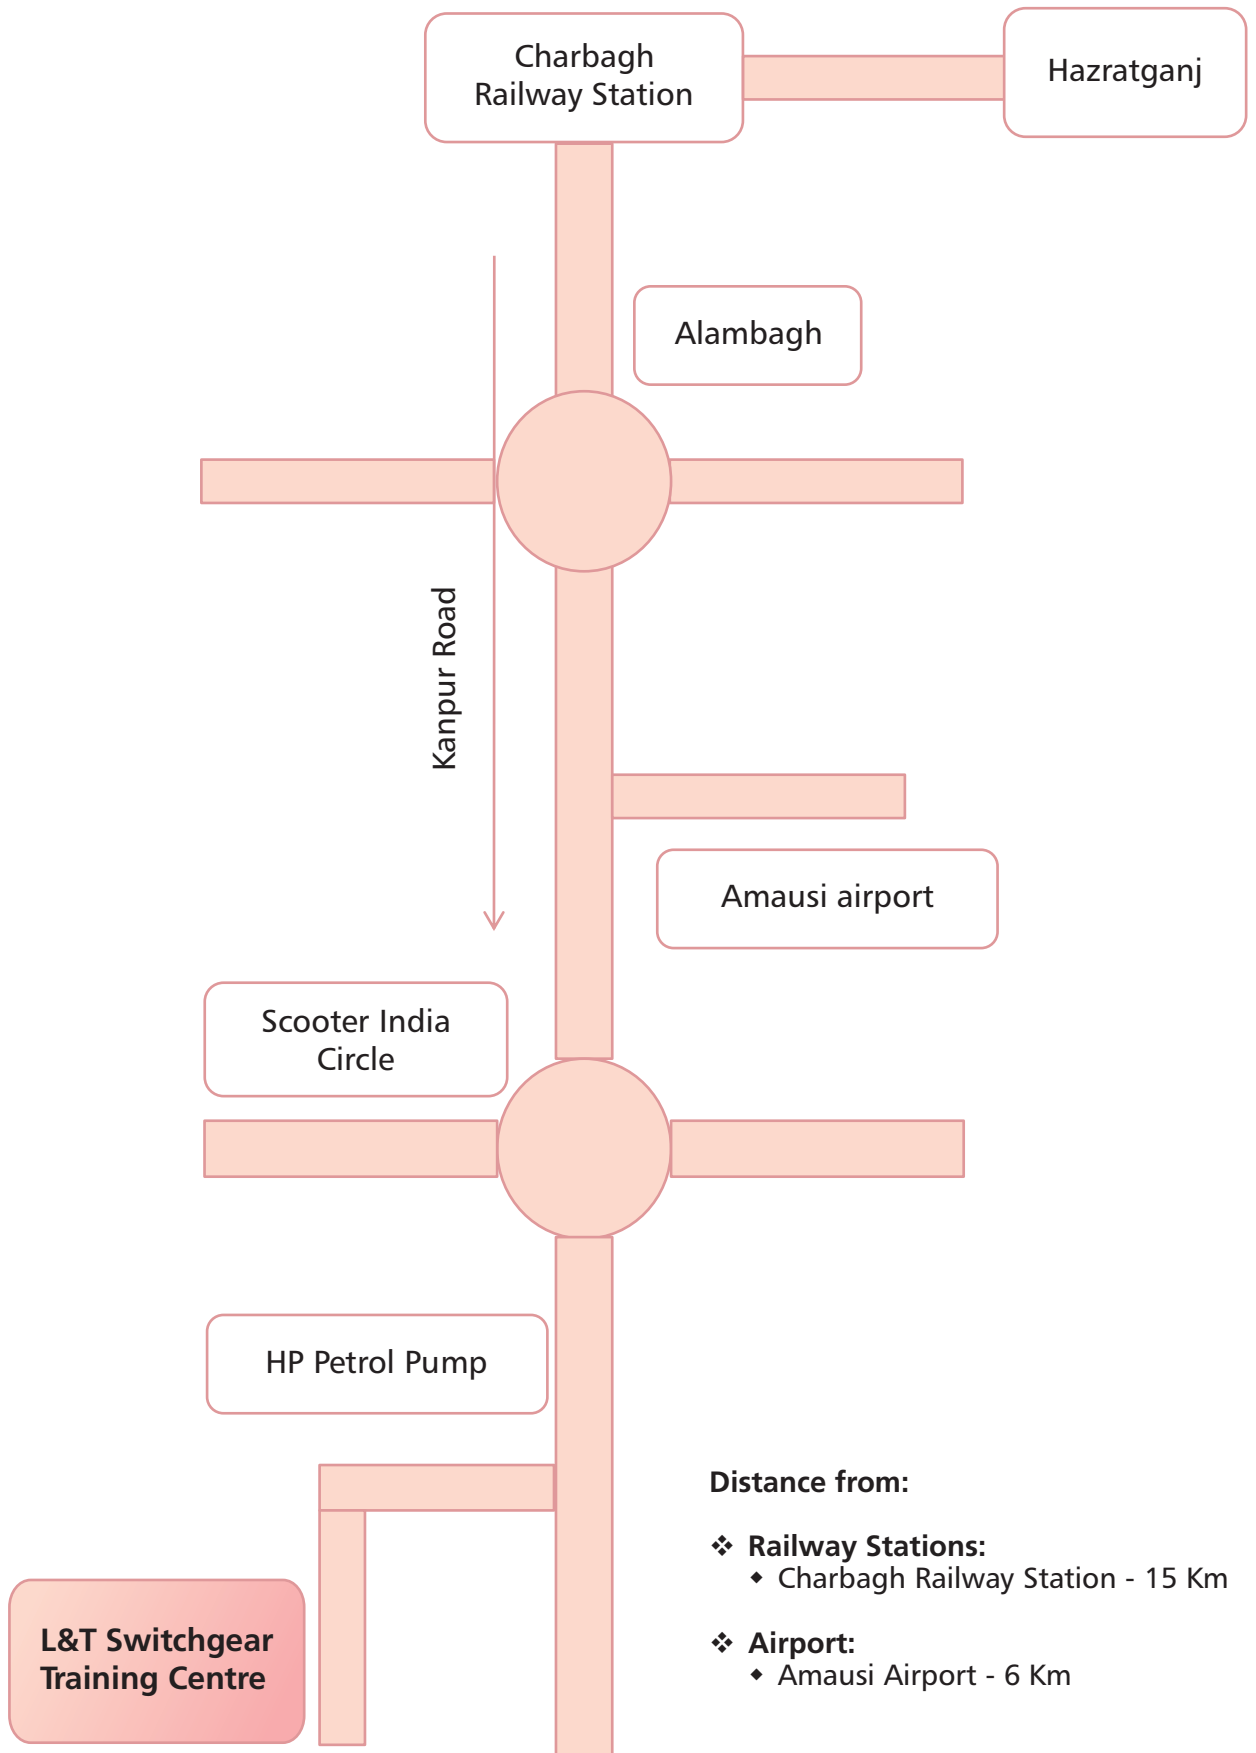 Charbagh
Railway Station
Hazratganj
Alambagh
Kanpur Road
Amausi airport
Scooter India
Circle
HP Petrol Pump
L&T Switchgear
Training Centre
Distance from:
❖ Railway Stations:
◆ Charbagh Railway Station - 15 Km
❖ Airport:
◆ Amausi Airport - 6 Km